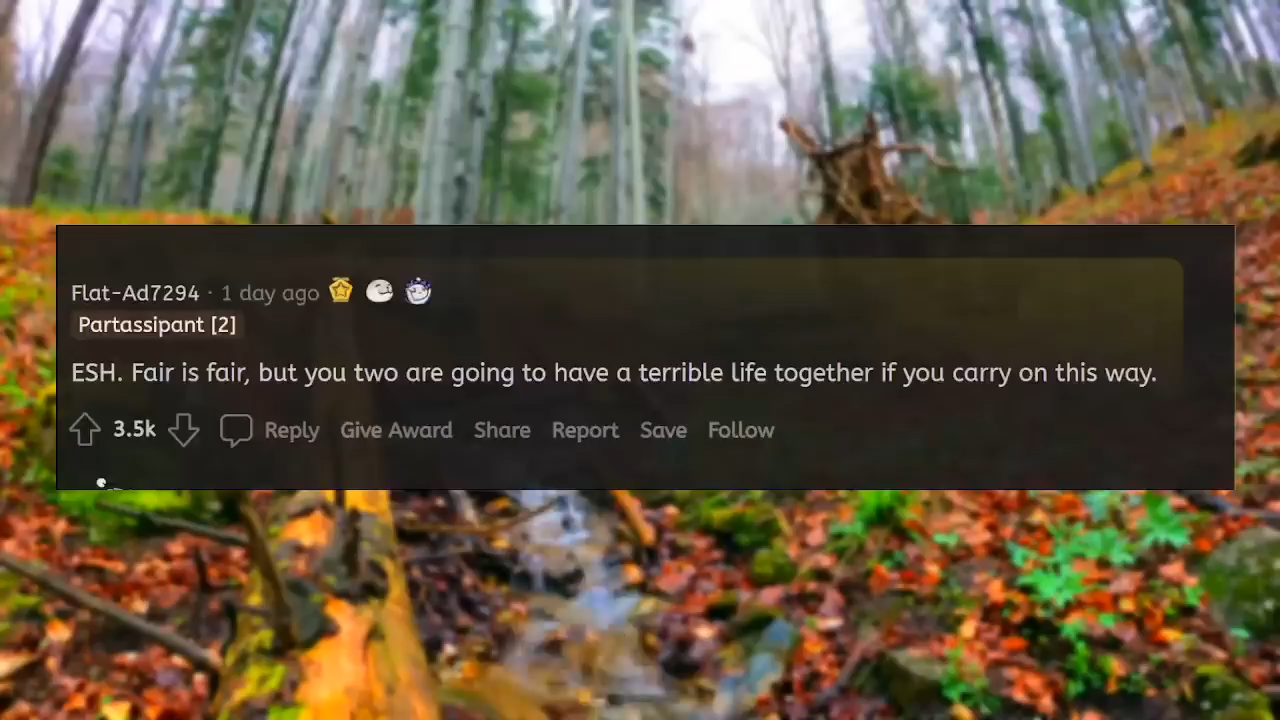 Flat-Ad7294 · 1 day ago
Partassipant [2]
ESH. Fair is fair, but you two are going to have a terrible life together if you carry on this way.
3.5k Reply Give Award Share Report Save Follow